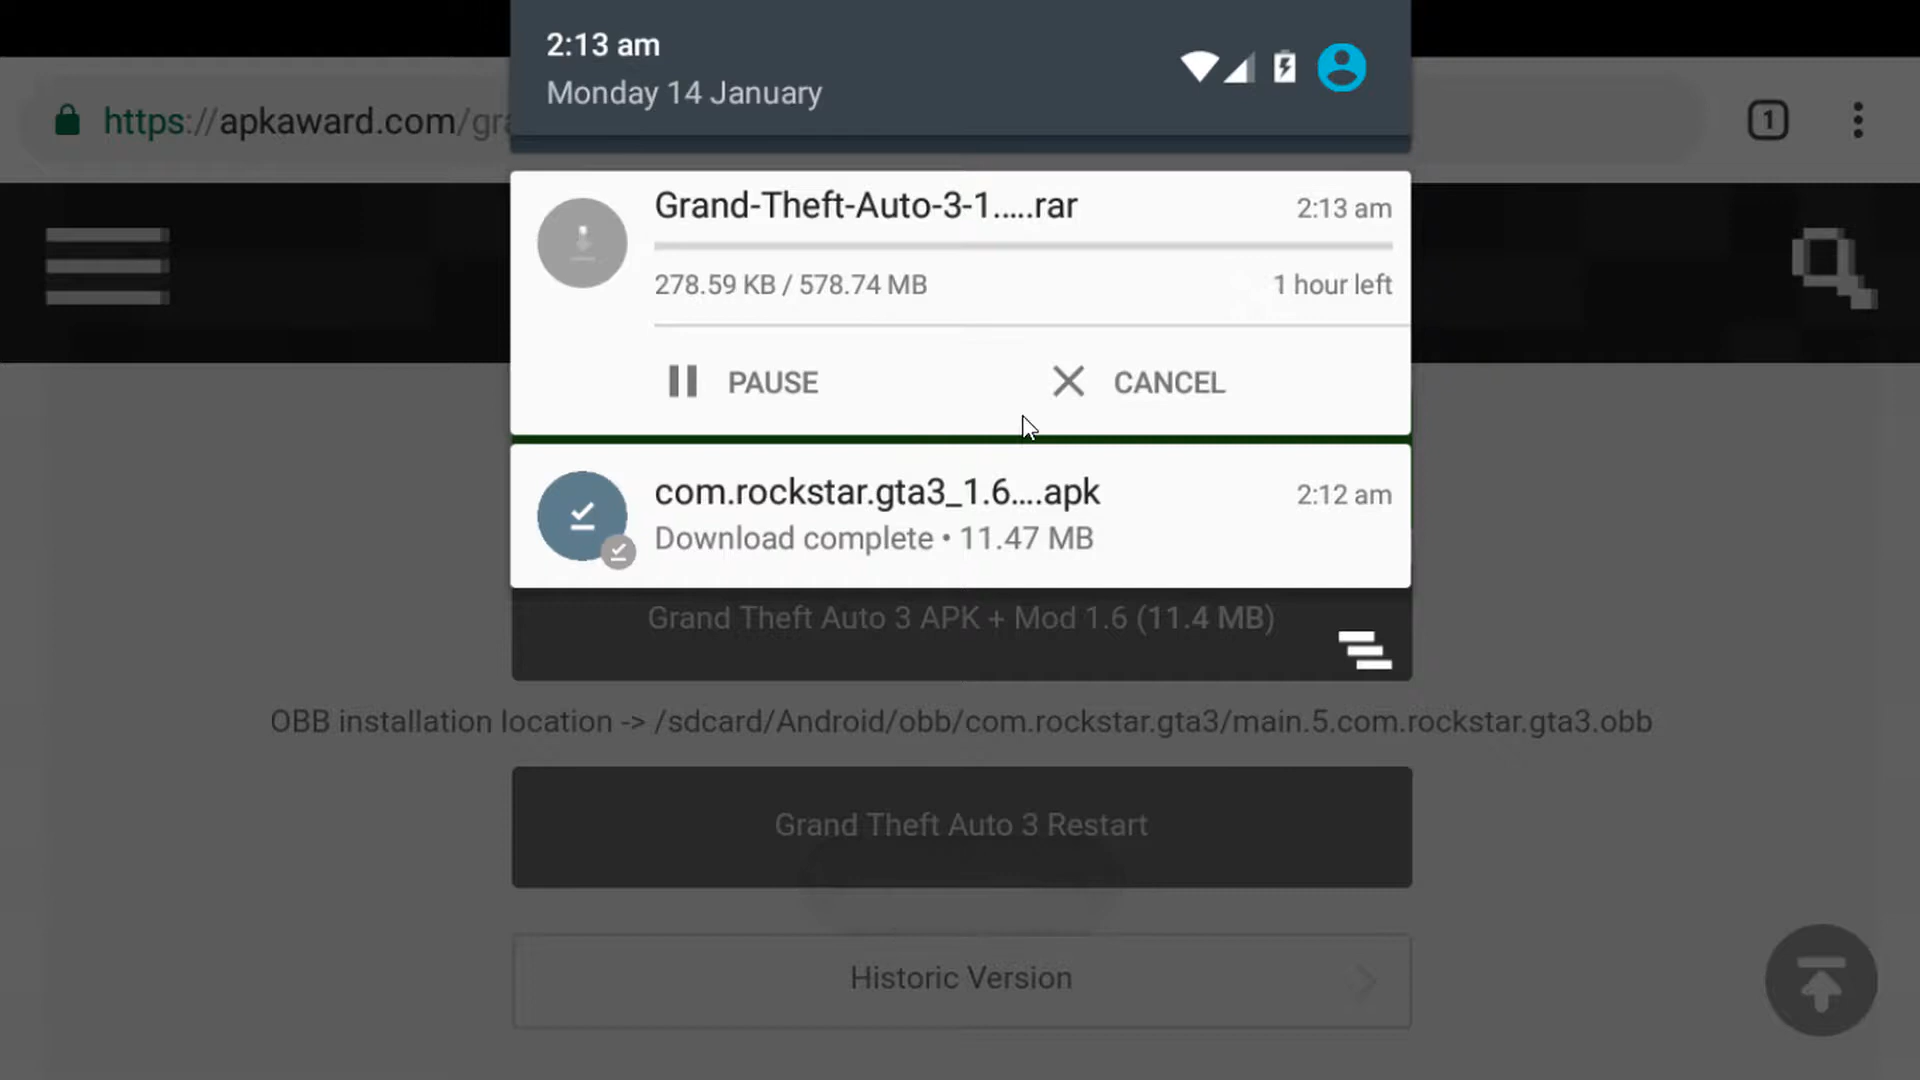 2:13 am
Monday 14 January
https://apkaward.com/gr
1
Grand-Theft-Auto-3-1.....rar
2:13 am
278.59 KB / 578.74 MB
1 hour left
PAUSE
CANCEL
com.rockstar.gta3_1.6....apk
2:12 am
Download complete • 11.47 MB
Grand Theft Auto 3 APK + Mod 1.6 (11.4 MB)
OBB installation location -> /sdcard/Android/obb/com.rockstar.gta3/main.5.com.rockstar.gta3.obb
Grand Theft Auto 3 Restart
Historic Version